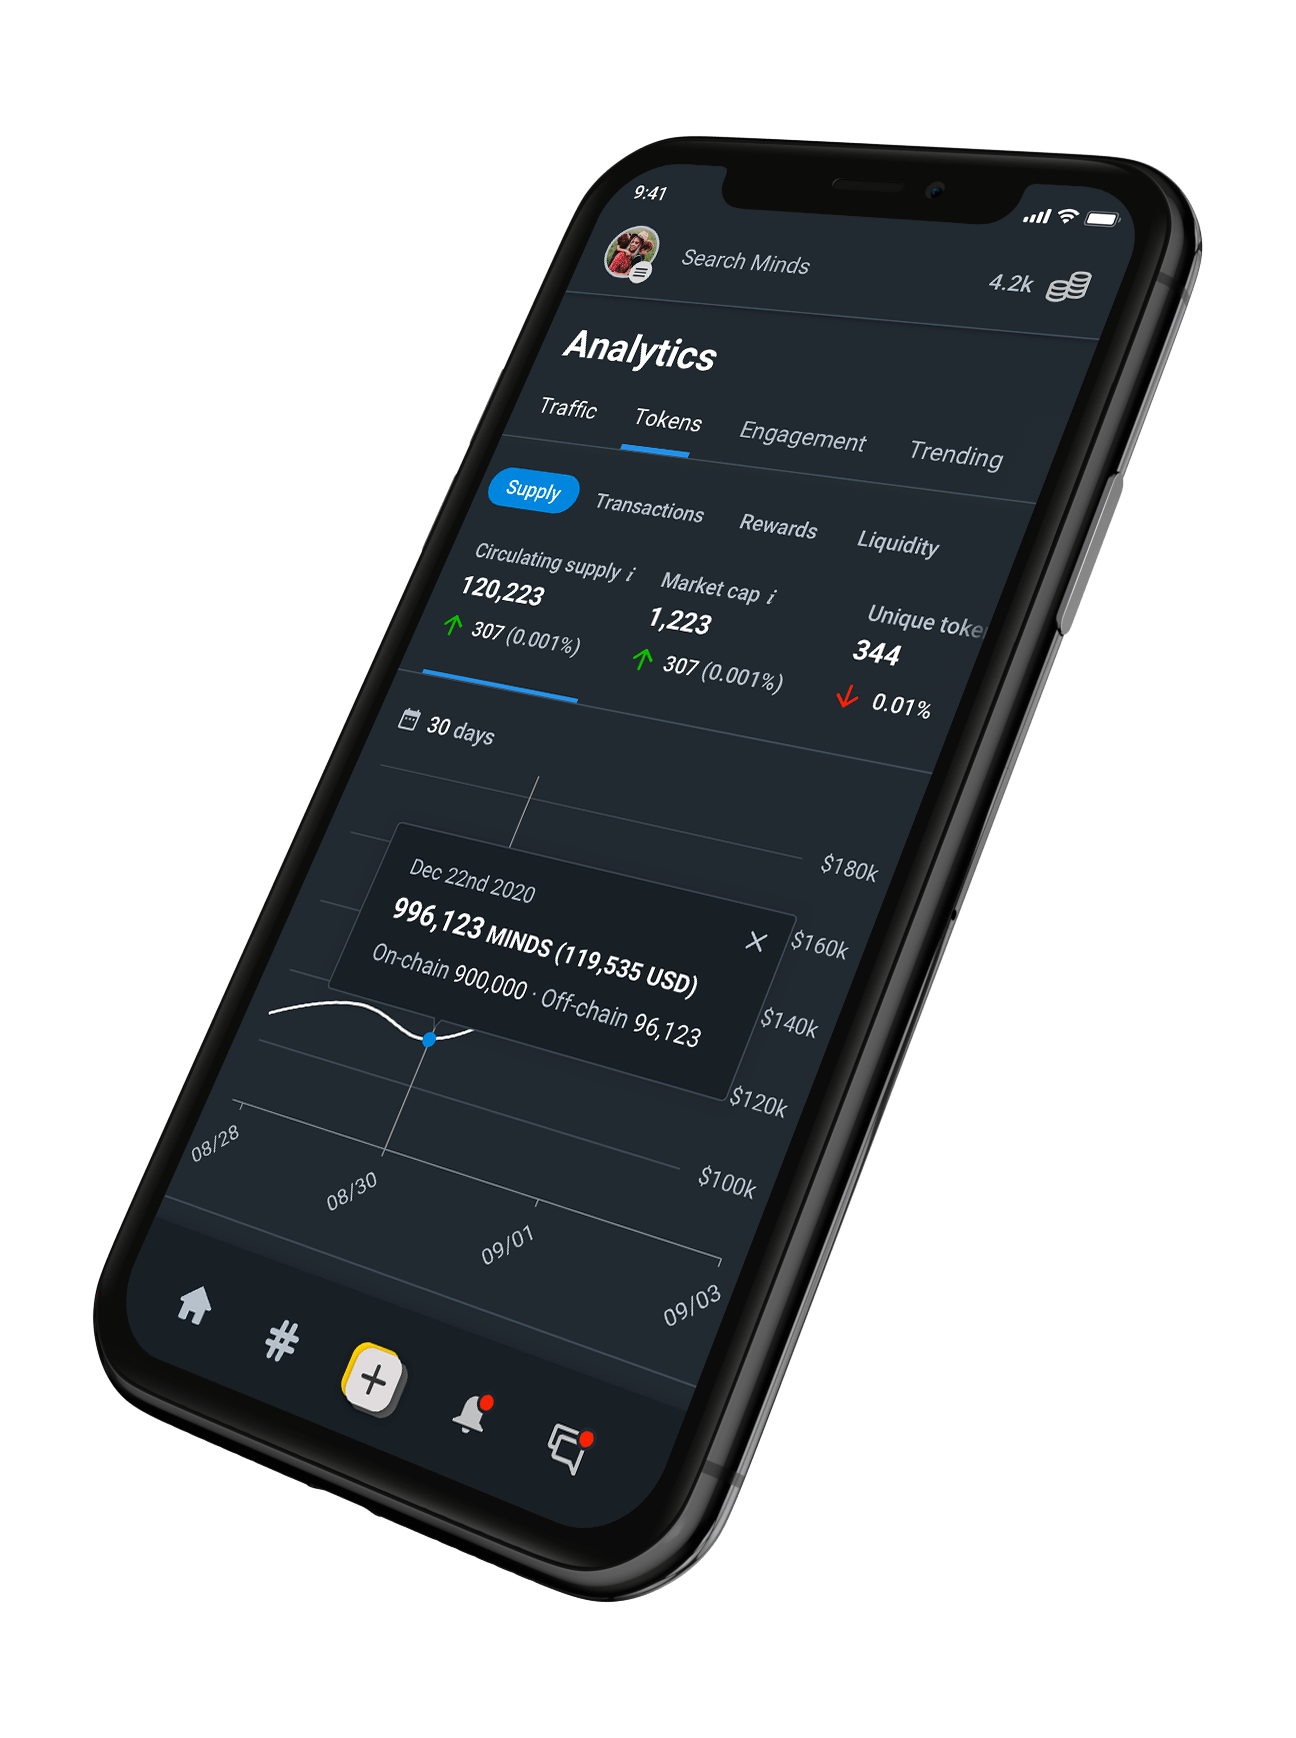 9:41
Search Minds
4.2k
Analytics
Traffic Tokens Engagement Trending
Supply Transactions Rewards Liquidity
Circulating supply i Market cap i Unique
120,223 1,223 344
307 (0.001%) 307 (0.001%) 0.01%
30 days
$180k
Dec 22nd 2020
996,123 MINDS (119,535 USD)
On-chain 900,000 · Off-chain 96,123
$160k
$140k
$120k
$100k
08/28 08/30 09/01 09/03